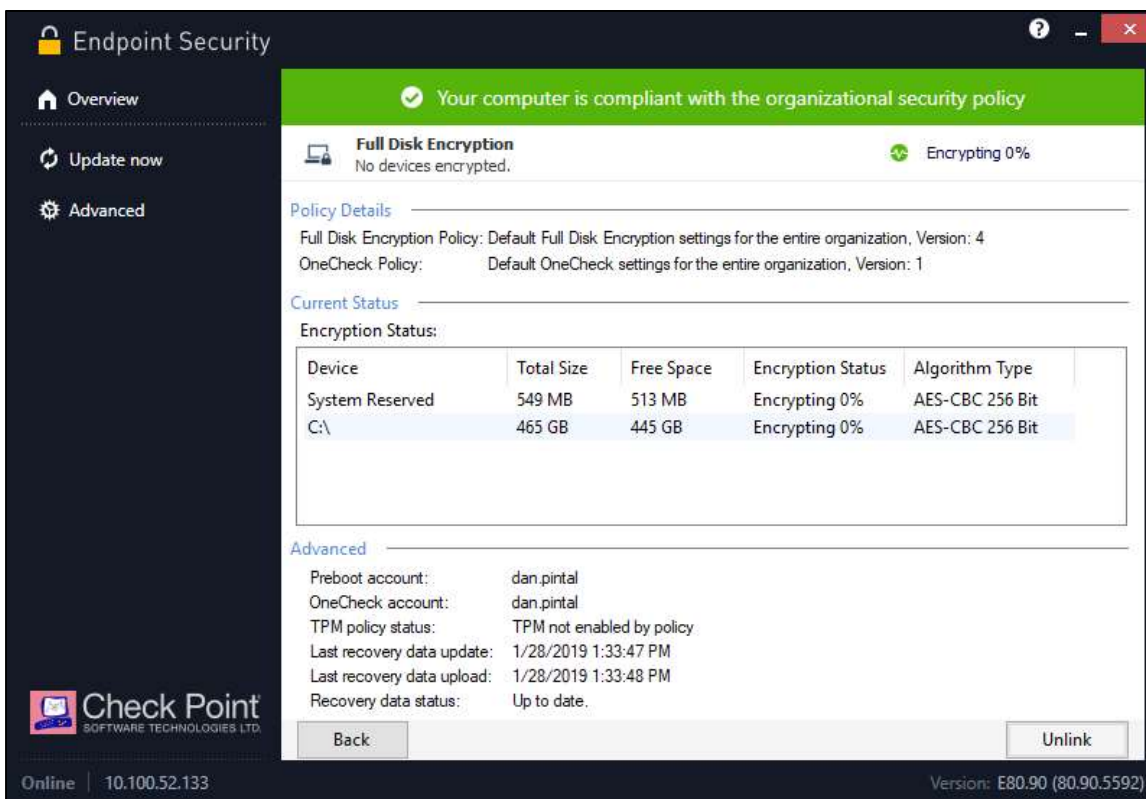 Endpoint Security
Overview
Update now
Advanced
Your computer is compliant with the organizational security policy
Full Disk Encryption
No devices encrypted.
Encrypting 0%
Policy Details
Full Disk Encryption Policy: Default Full Disk Encryption settings for the entire organization, Version: 4
OneCheck Policy: Default OneCheck settings for the entire organization, Version: 1
Current Status
Encryption Status:
Device Total Size Free Space Encryption Status Algorithm Type
System Reserved 549 MB 513 MB Encrypting 0% AES-CBC 256 Bit
C:\ 465 GB 445 GB Encrypting 0% AES-CBC 256 Bit
Advanced
Preboot account: dan.pintal
OneCheck account: dan.pintal
TPM policy status: TPM not enabled by policy
Last recovery data update: 1/28/2019 1:33:47 PM
Last recovery data upload: 1/28/2019 1:33:48 PM
Recovery data status: Up to date.
Check Point
SOFTWARE TECHNOLOGIES LTD.
Back Unlink
Online | 10.100.52.133 Version: E80.90 (80.90.5592)